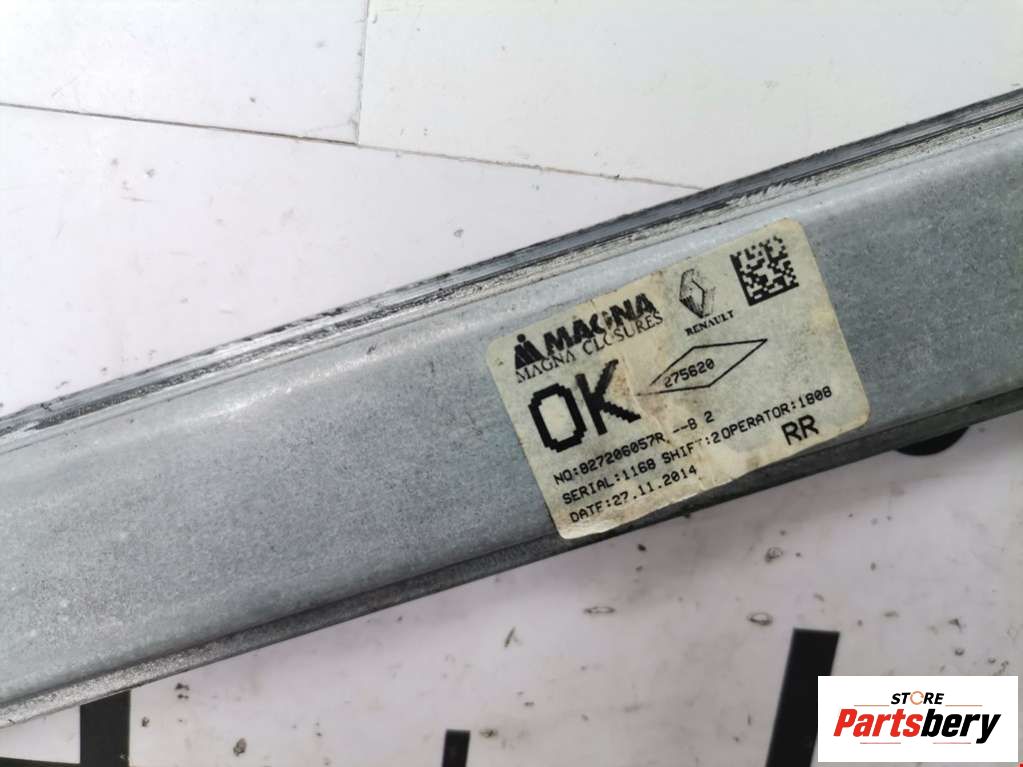 MAGNA
MAGNA CLOSURES
RENAULT
OK
275620
NO:827206057R.--B 2
SERIAL:1168 SHIFT:2OPERATOR:1808
DATE:27.11.2014
RR
STORE
Partsbery